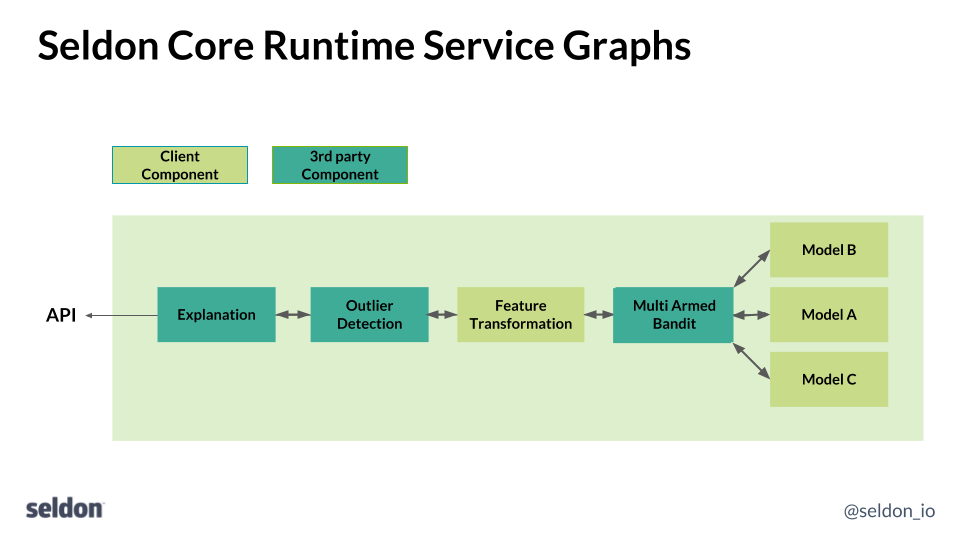 Seldon Core Runtime Service Graphs
Client
Component
3rd party
Component
Model B
API
Explanation
Outlier
Detection
Feature
Transformation
Multi Armed
Bandit
Model A
Model C
seldon
@seldon_io